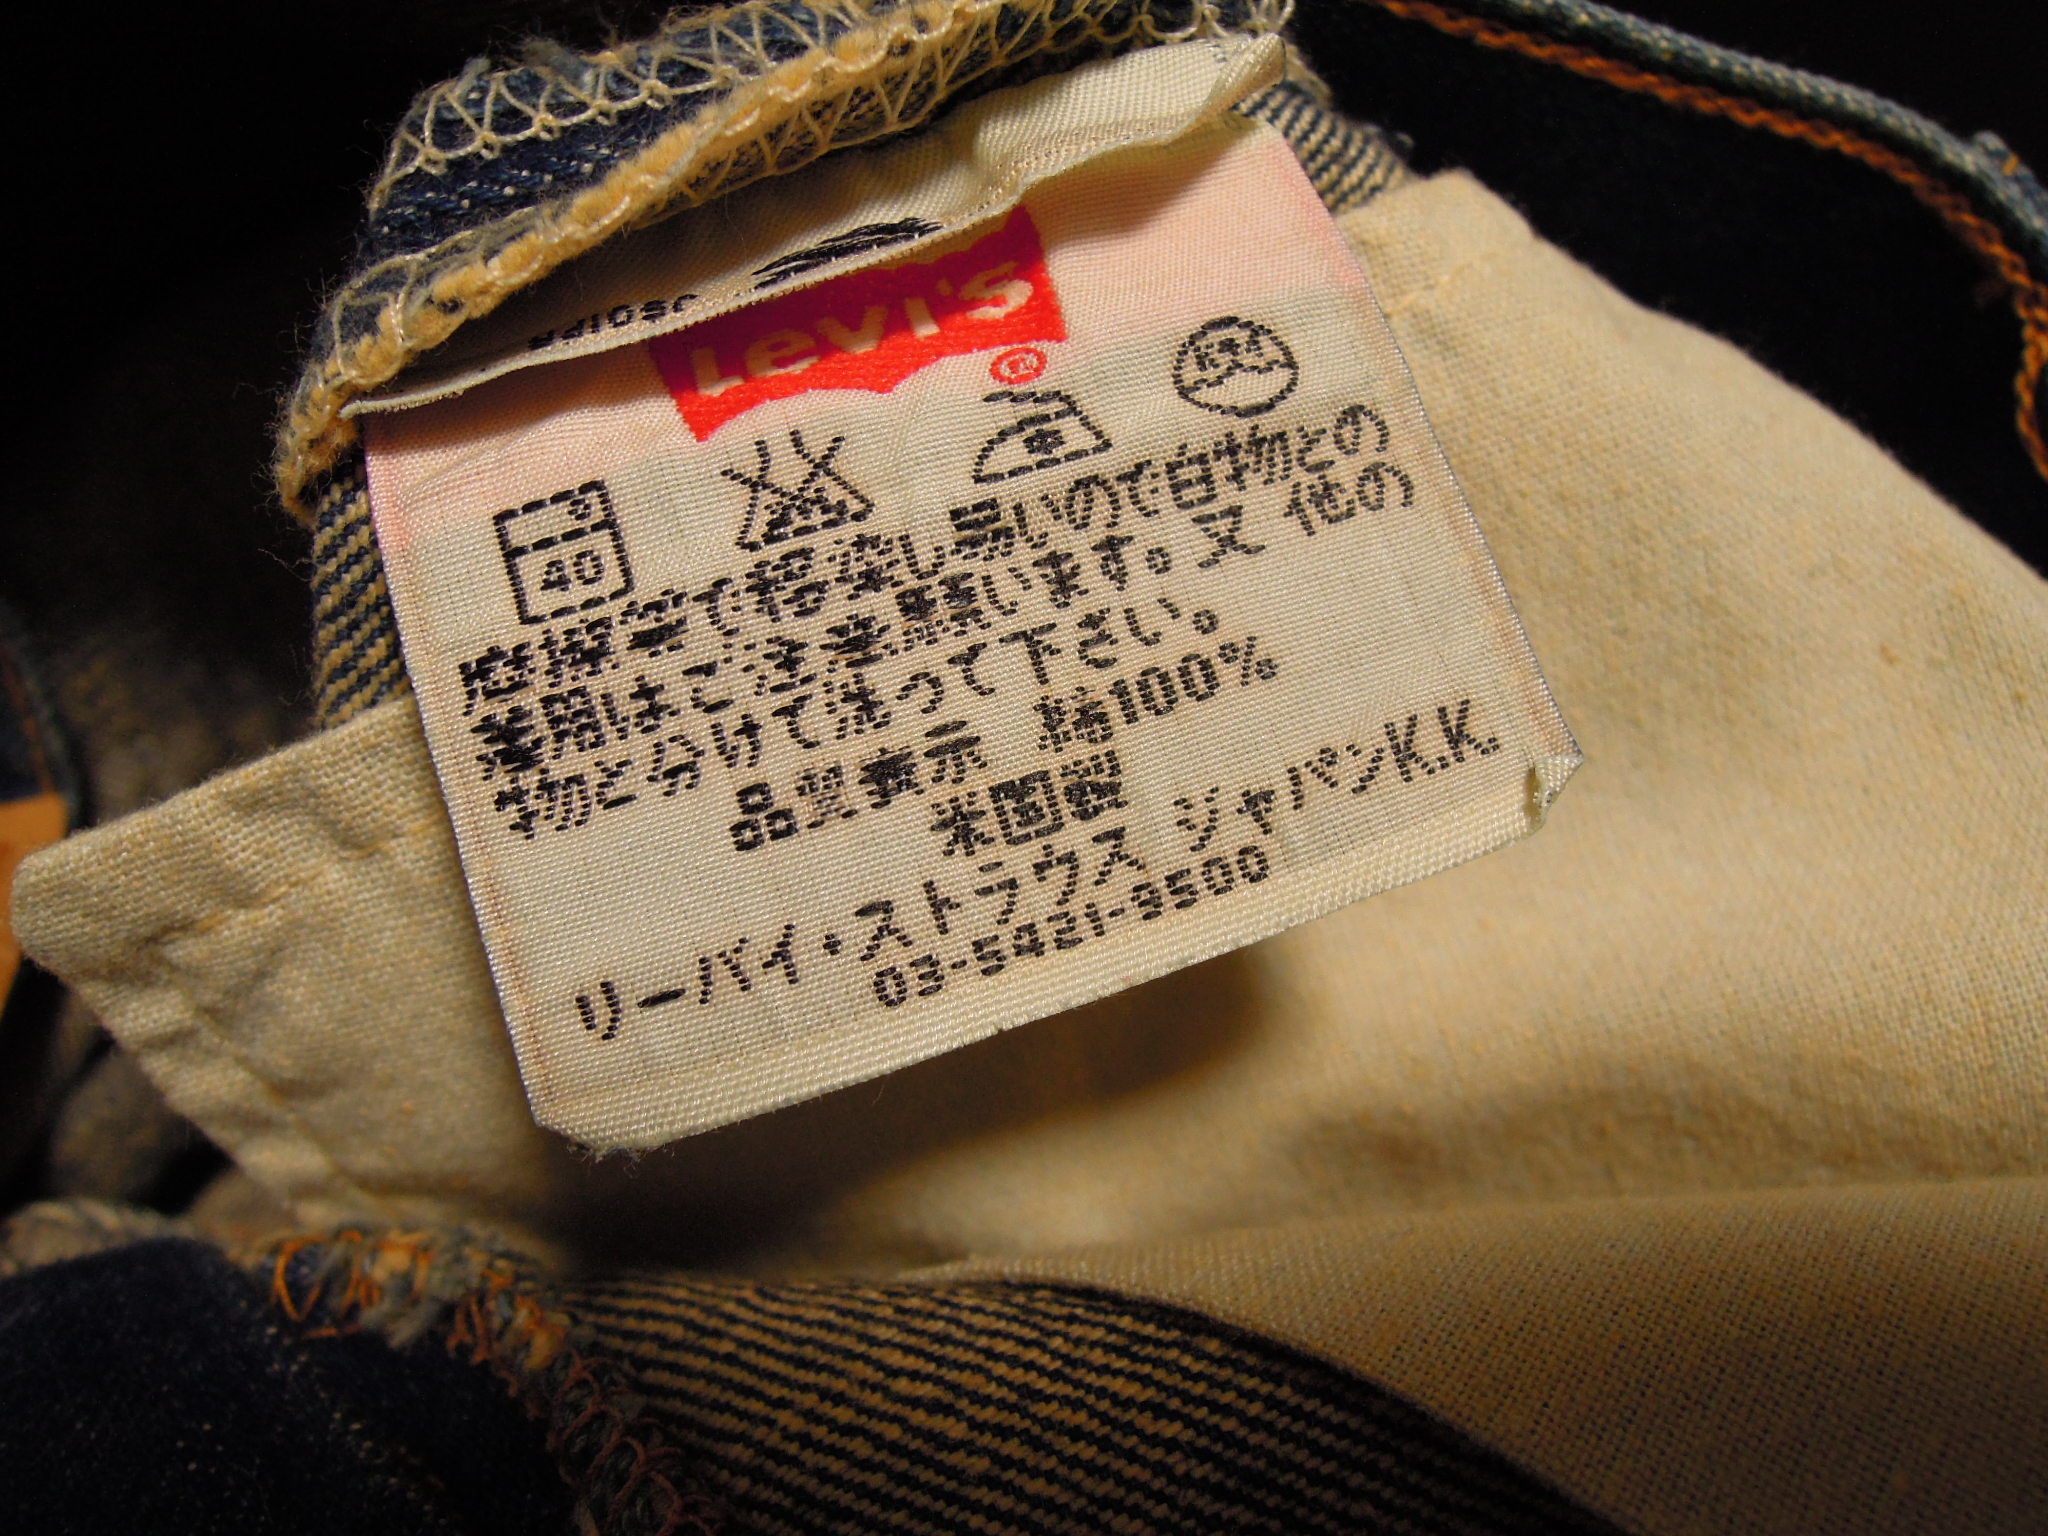 Levi's
®
40
摩擦等で移染し易いので白物との
兼用はご注意願います。又 他の
物と分けて洗って下さい。
品質表示 綿100%
米国製
リーバイ・ストラウス ジャパンK.K.
03-5421-9500